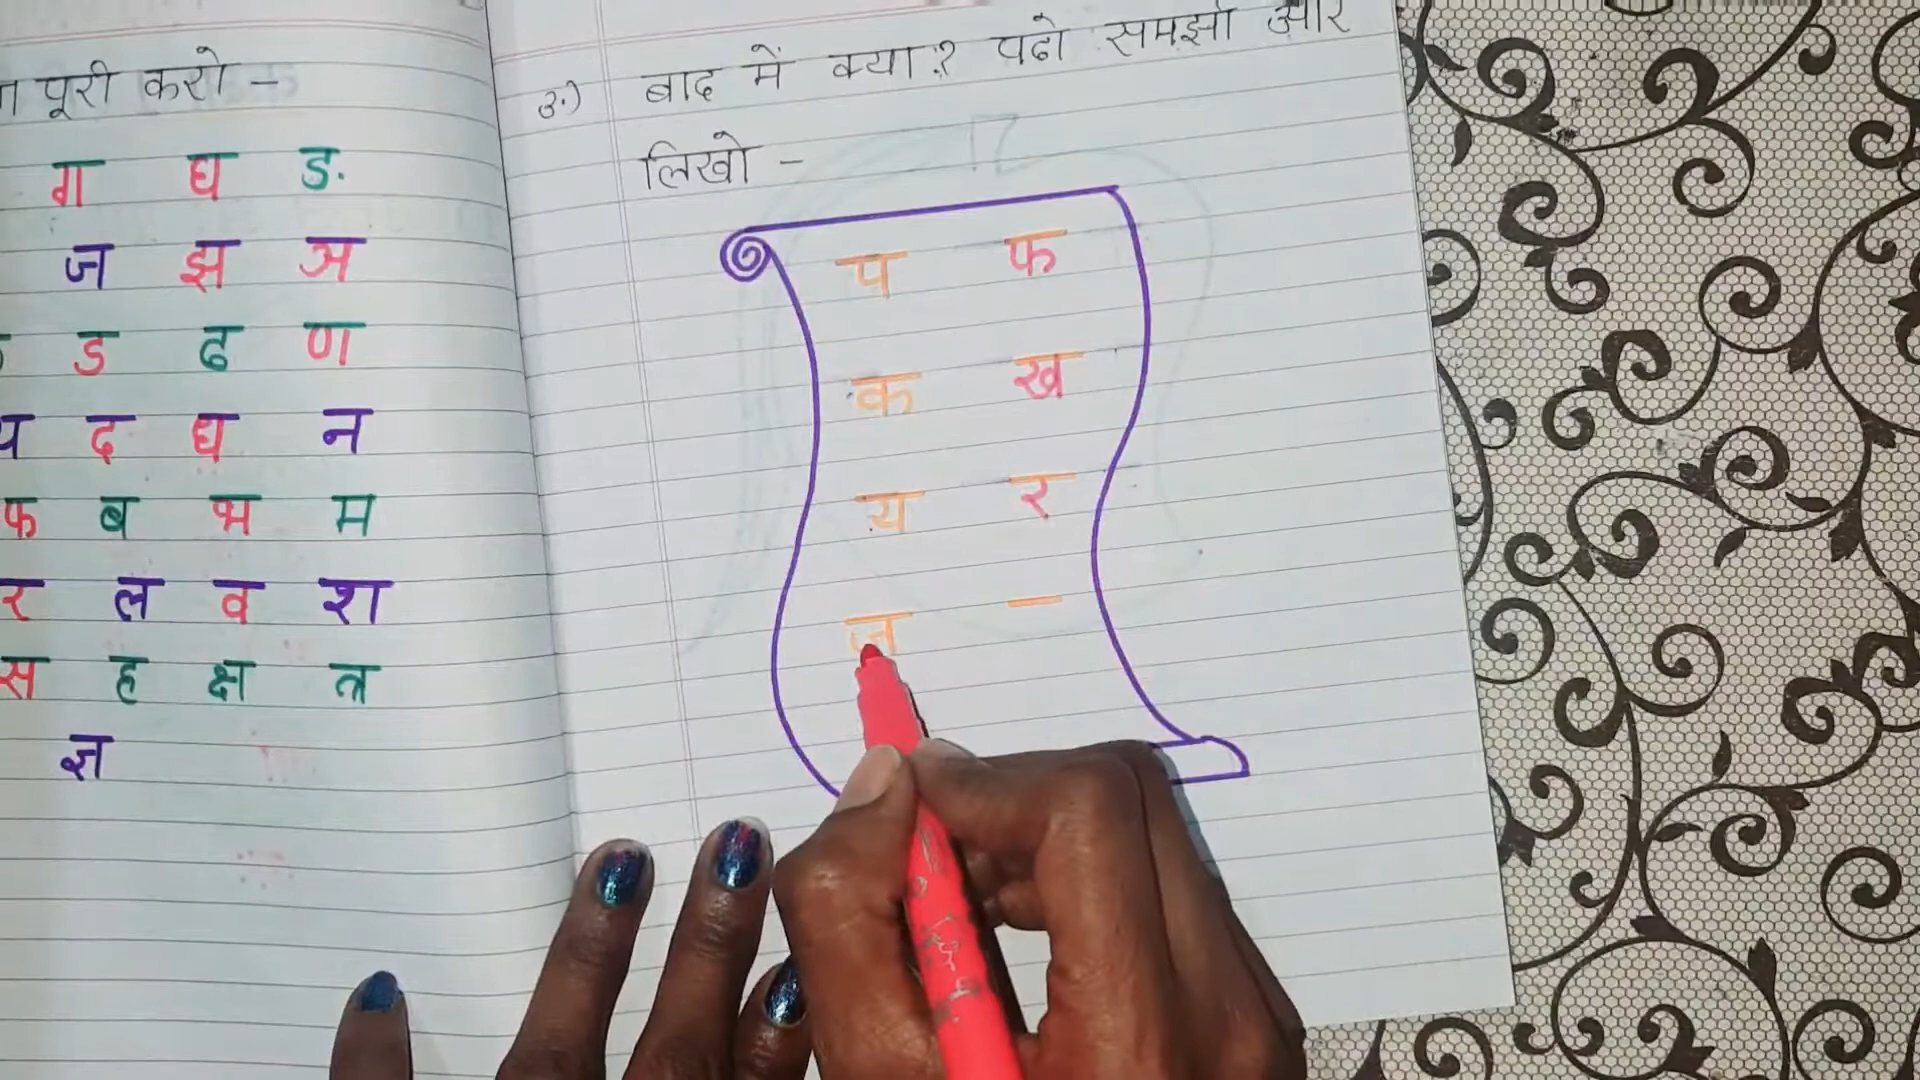 पूरी करो -
ग घ ङ
ज झ ञ
ड ढ ण
द ध न
फ ब भ म
र ल व श
स ह क्ष त्र
ज्ञ
3.) बाद में क्या ? पढो समझो और
लिखो -
प फ
क ख
य र
ज -